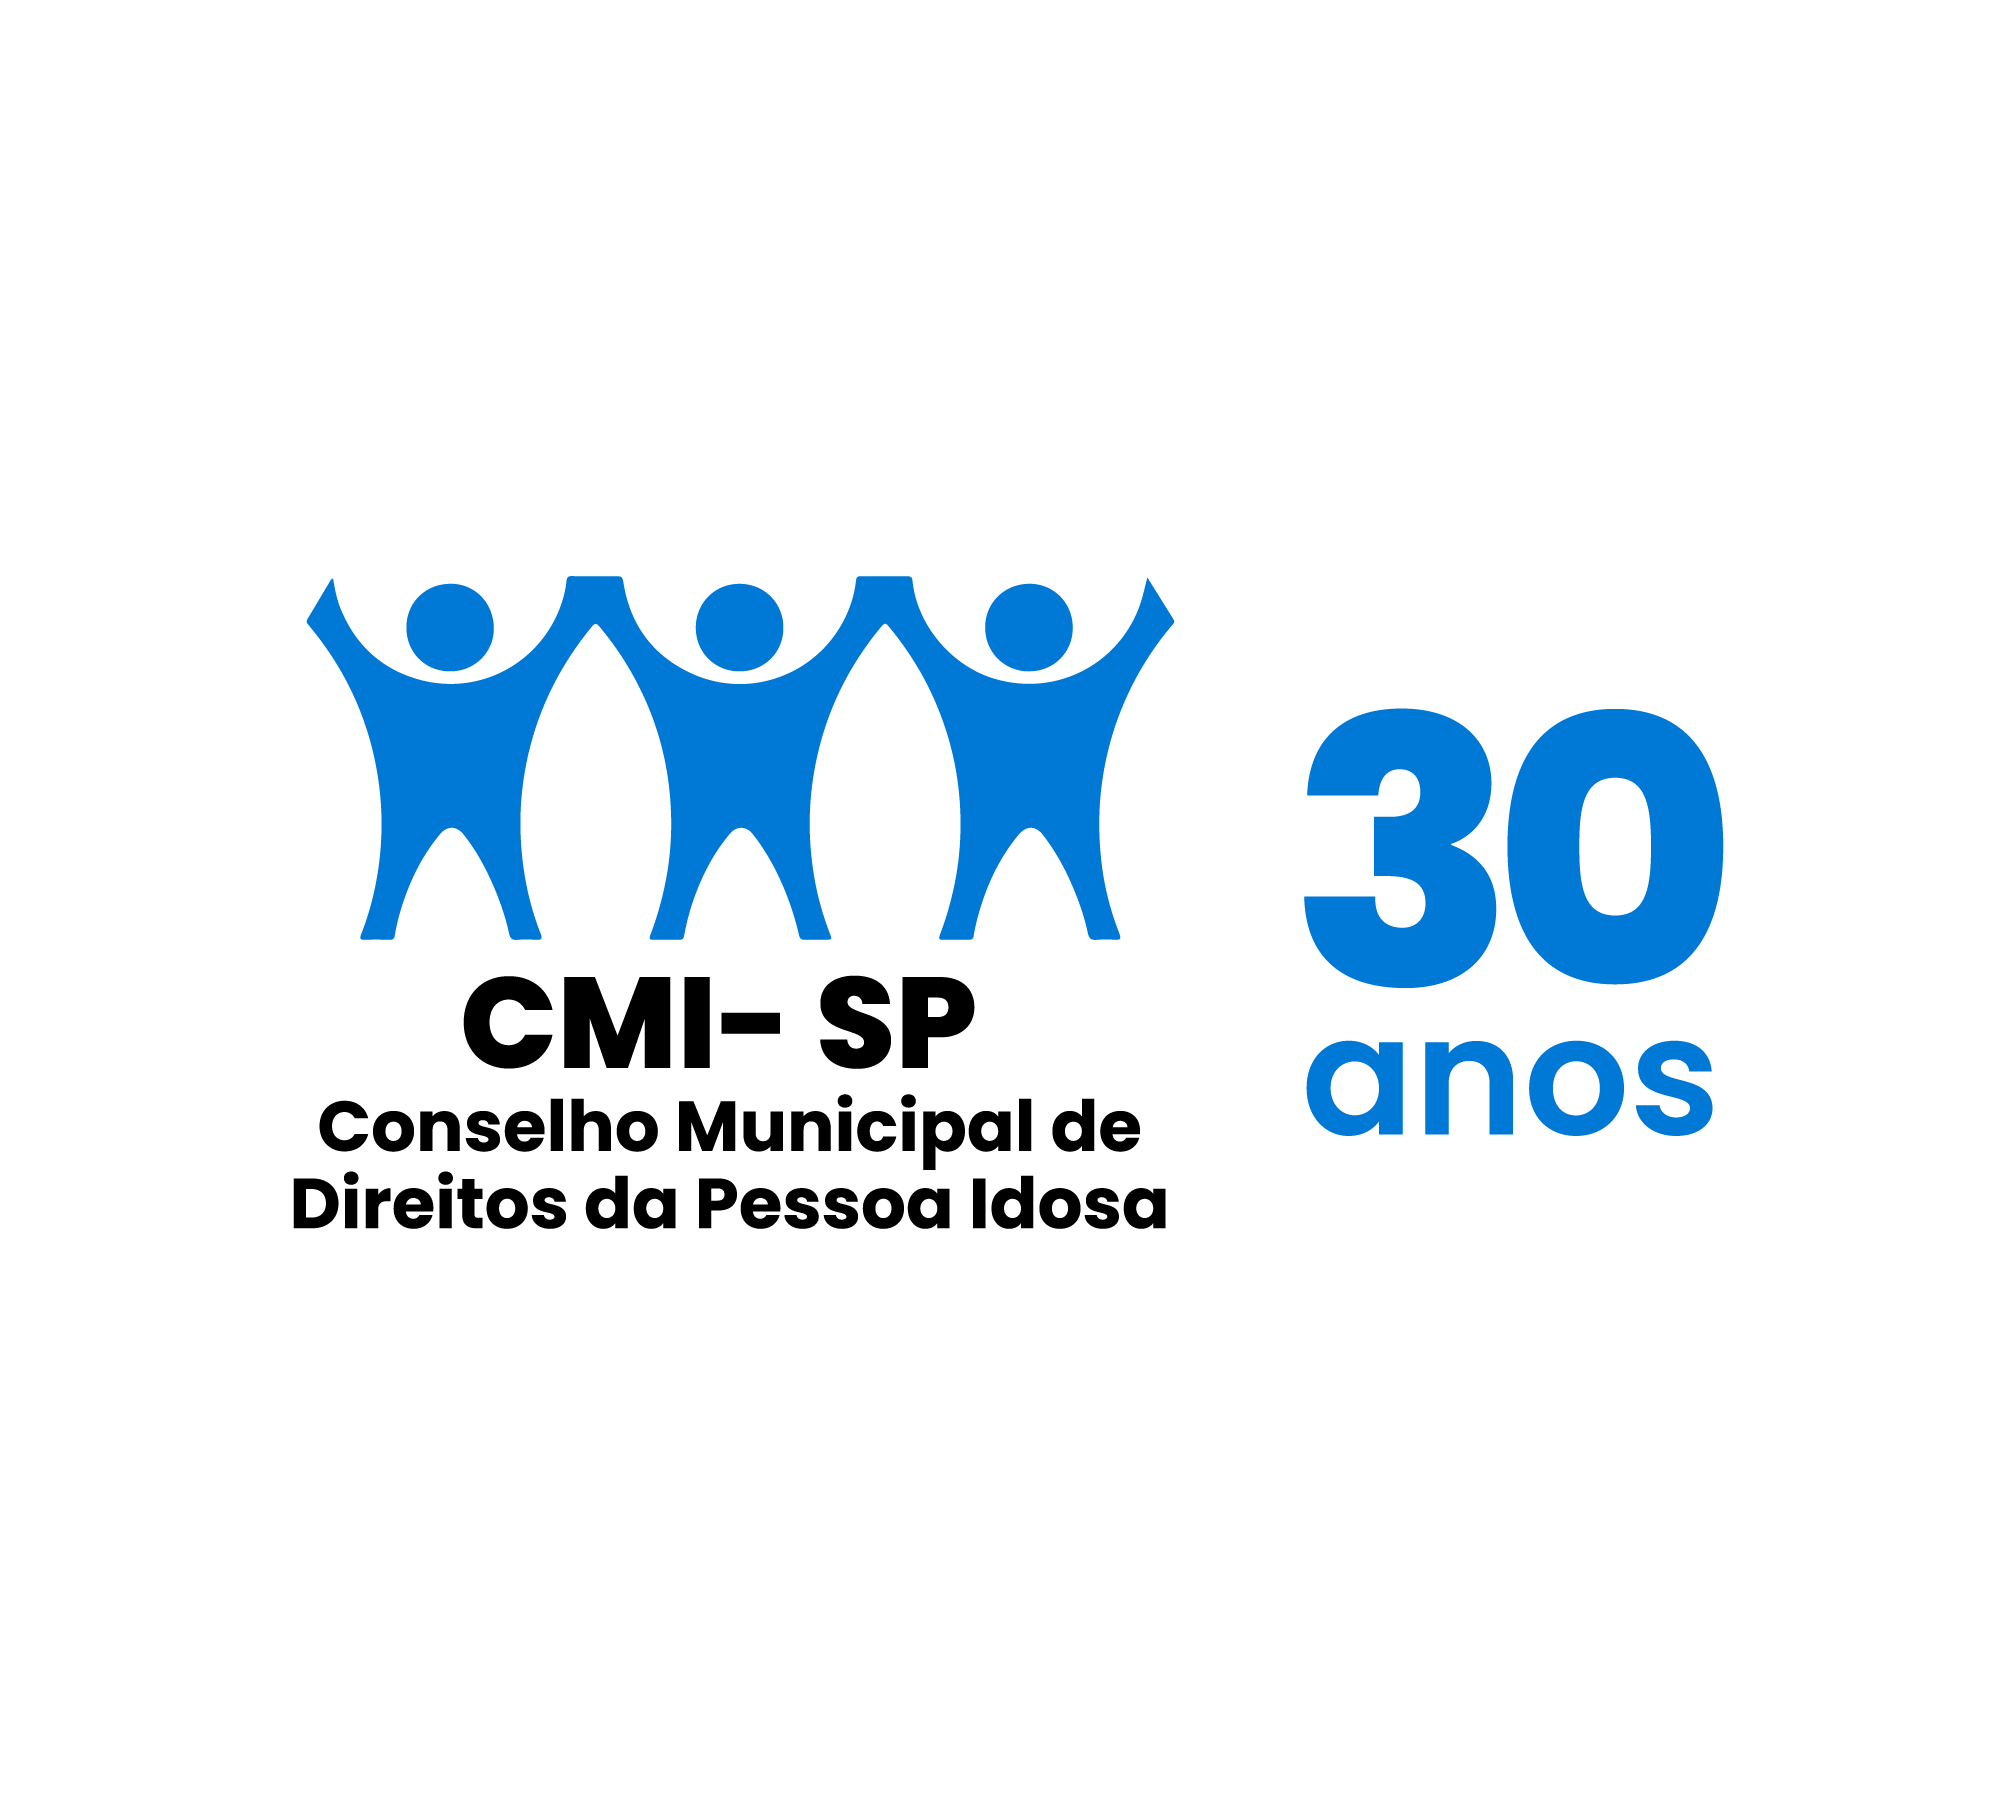 CMI- SP
Conselho Municipal de
Direitos da Pessoa Idosa
30
anos